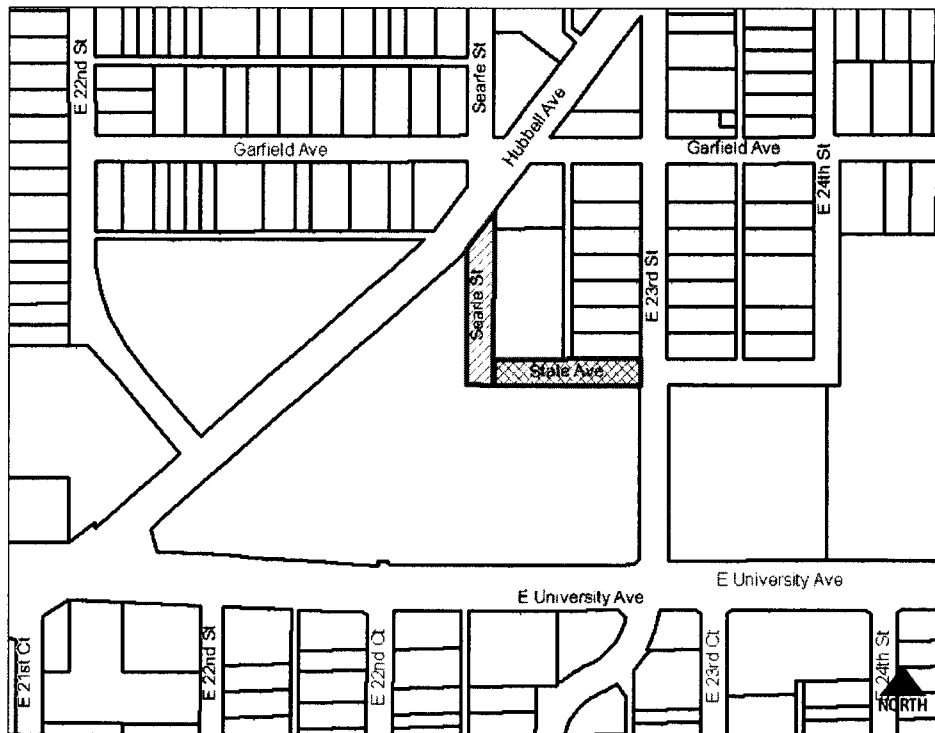 E 22nd St
Searle St
Hubbell Ave
Garfield Ave
Garfield Ave
E 24th St
Searle St
E 23rd St
State Ave
E University Ave
E University Ave
E 21st Ct
E 22nd St
E 22nd Ct
E 23rd Ct
E 24th St
NORTH